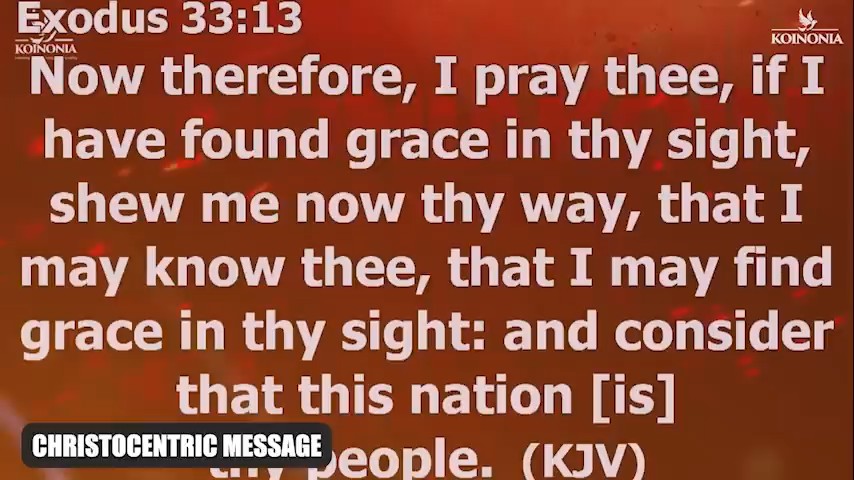 Exodus 33:13
KOINONIA
KOINONIA
Now therefore, I pray thee, if I
have found grace in thy sight,
shew me now thy way, that I
may know thee, that I may find
grace in thy sight: and consider
that this nation [is]
thy people. (KJV)
CHRISTOCENTRIC MESSAGE